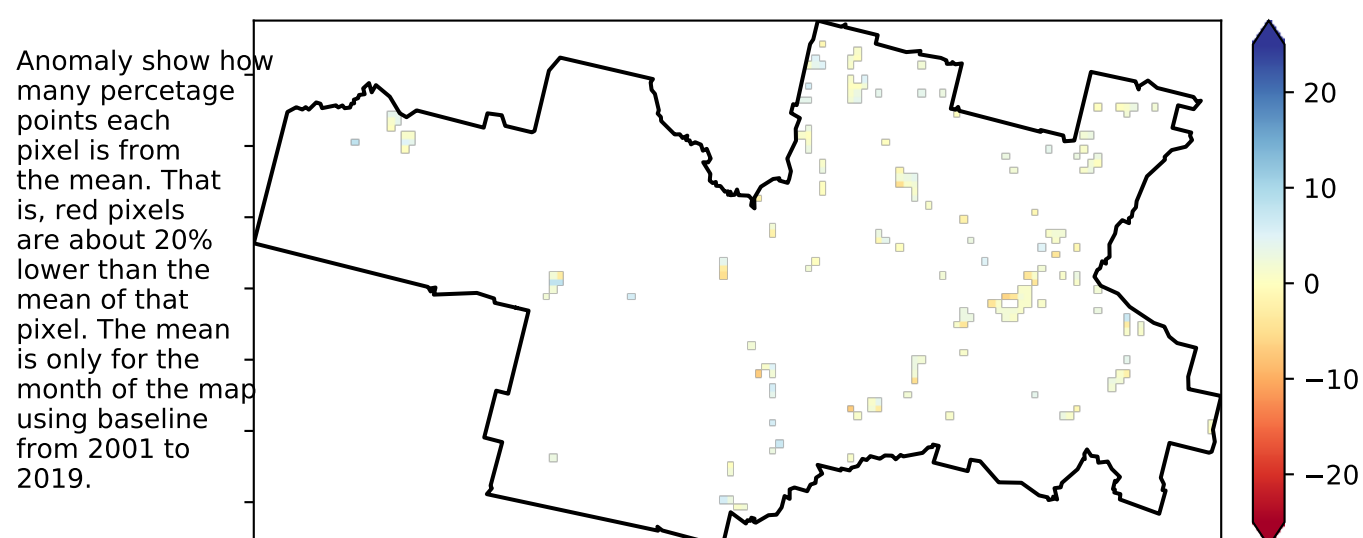 Anomaly show how
many percetage
points each
pixel is from
the mean. That
is, red pixels
are about 20%
lower than the
mean of that
pixel. The mean
is only for the
month of the map
using baseline
from 2001 to
2019.
20
10
0
−10
−20